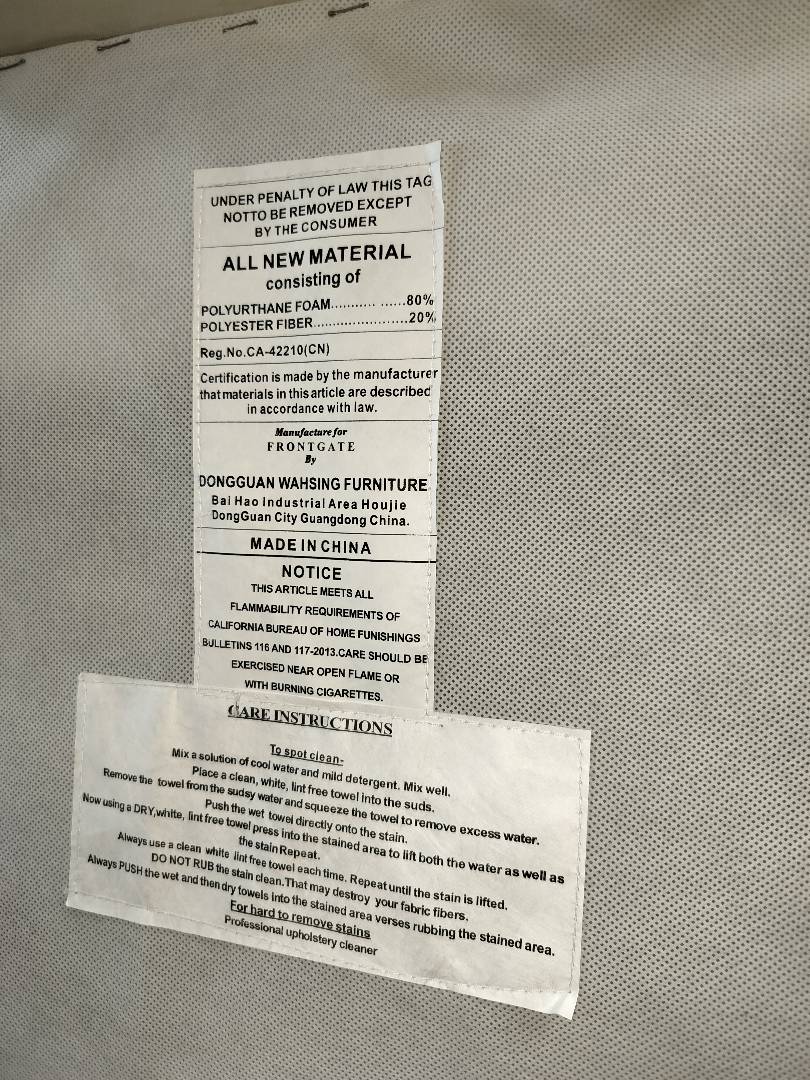 UNDER PENALTY OF LAW THIS TAG
NOTTO BE REMOVED EXCEPT
BY THE CONSUMER
ALL NEW MATERIAL
consisting of
POLYURTHANE FOAM........... ......80%
POLYESTER FIBER.......................20%
Reg.No.CA-42210(CN)
Certification is made by the manufacturer
that materials in this article are described
in accordance with law.
Manufacture for
FRONTGATE
By
DONGGUAN WAHSING FURNITURE
Bai Hao Industrial Area Houjie
DongGuan City Guangdong China.
MADE IN CHINA
NOTICE
THIS ARTICLE MEETS ALL
FLAMMABILITY REQUIREMENTS OF
CALIFORNIA BUREAU OF HOME FUNISHINGS
BULLETINS 116 AND 117-2013.CARE SHOULD BE
EXERCISED NEAR OPEN FLAME OR
WITH BURNING CIGARETTES.
CARE INSTRUCTIONS
To spot clean-
Mix a solution of cool water and mild detergent. Mix well.
Place a clean, white, lint free towel into the suds.
Remove the towel from the sudsy water and squeeze the towel to remove excess water.
Push the wet towel directly onto the stain.
Now using a DRY,white, lint free towel press into the stained area to lift both the water as well as
the stain Repeat.
Always use a clean white lint free towel each time. Repeat until the stain is lifted.
DO NOT RUB the stain clean.That may destroy your fabric fibers.
Always PUSH the wet and then dry towels into the stained area verses rubbing the stained area.
For hard to remove stains
Professional upholstery cleaner